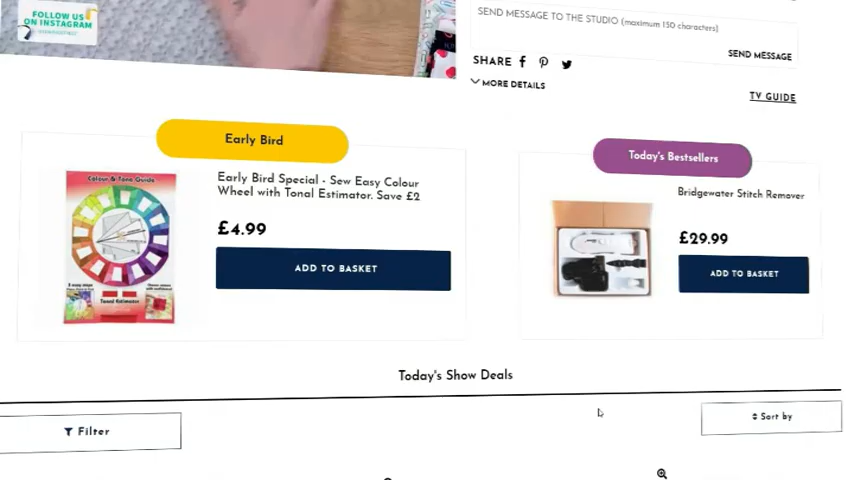 FOLLOW US
ON INSTAGRAM
SEND MESSAGE TO THE STUDIO (maximum 150 characters)
SEND MESSAGE
SHARE
MORE DETAILS
TV GUIDE
Early Bird
Early Bird Special - Sew Easy Colour
Wheel with Tonal Estimator. Save £2
£4.99
ADD TO BASKET
Colour & Tone Guide
Tonal Estimator
Today's Bestsellers
Bridgewater Stitch Remover
£29.99
ADD TO BASKET
Today's Show Deals
Filter
Sort by